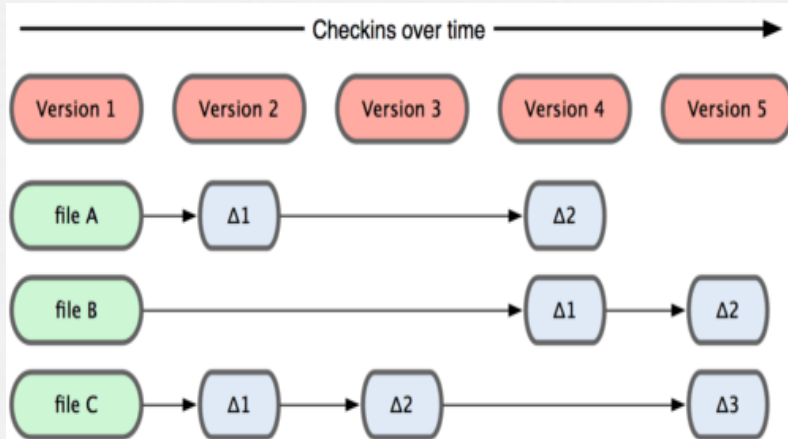 Checkins over time
Version 1 Version 2 Version 3 Version 4 Version 5
file A Δ1 Δ2
file B Δ1 Δ2
file C Δ1 Δ2 Δ3